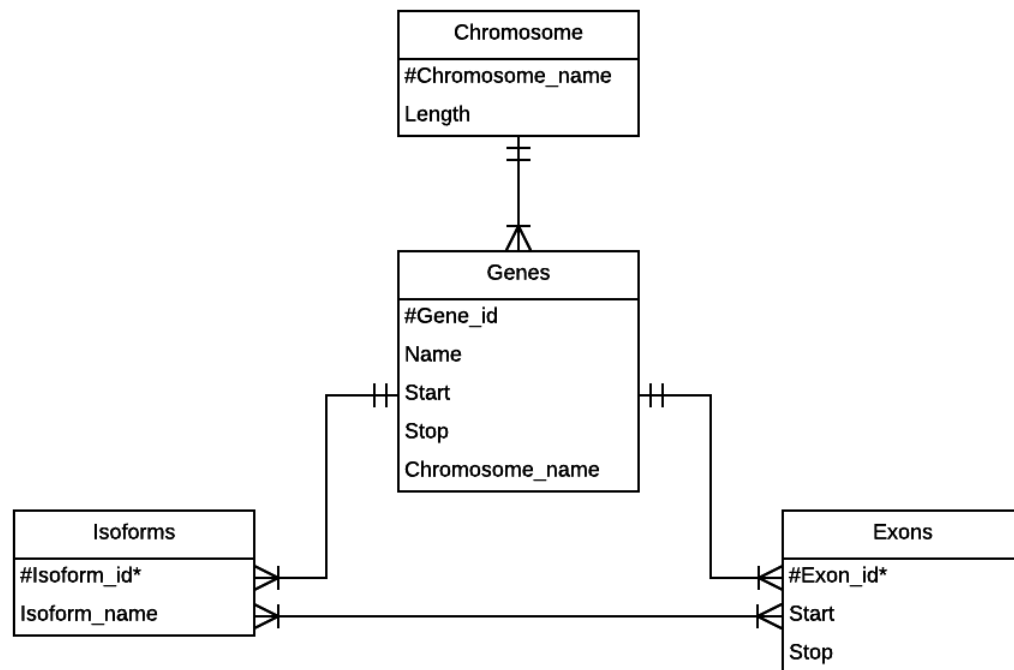 Chromosome
#Chromosome_name
Length
Genes
#Gene_id
Name
Start
Stop
Chromosome_name
Isoforms
#Isoform_id*
Isoform_name
Exons
#Exon_id*
Start
Stop